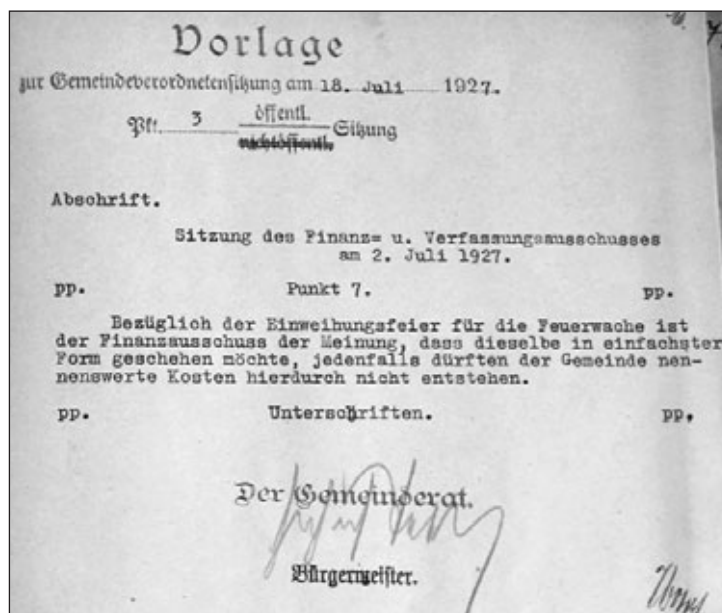 Vorlage
zur Gemeindeverordnetensitzung am 18. Juli 1927.
Pkt. 3 öffentl.
nichtöffentl. Sitzung
Abschrift.
Sitzung des Finanz= u. Verfassungsausschusses
am 2. Juli 1927.
pp. Punkt 7. pp.
Bezüglich der Einweihungsfeier für die Feuerwache ist
der Finanzausschuss der Meinung, dass dieselbe in einfachster
Form geschehen möchte, jedenfalls dürften der Gemeinde nen-
nenswerte Kosten hierdurch nicht entstehen.
pp. Unterschriften. pp.
Der Gemeinderat.
Bürgermeister.